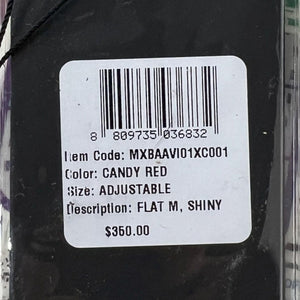 8 809735 036832
Item Code: MXBAAVI01XC001
Color: CANDY RED
Size: ADJUSTABLE
Description: FLAT M, SHINY
$350.00